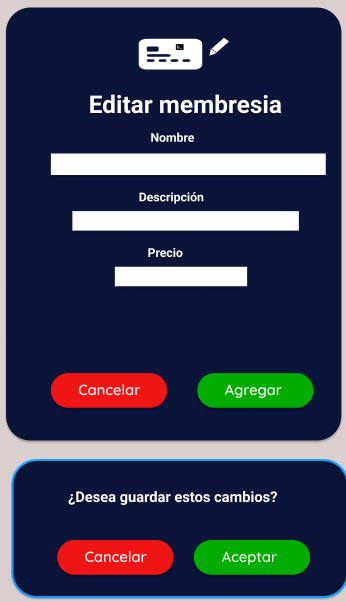 Editar membresia
Nombre
Descripción
Precio
Cancelar Agregar
¿Desea guardar estos cambios?
Cancelar Aceptar